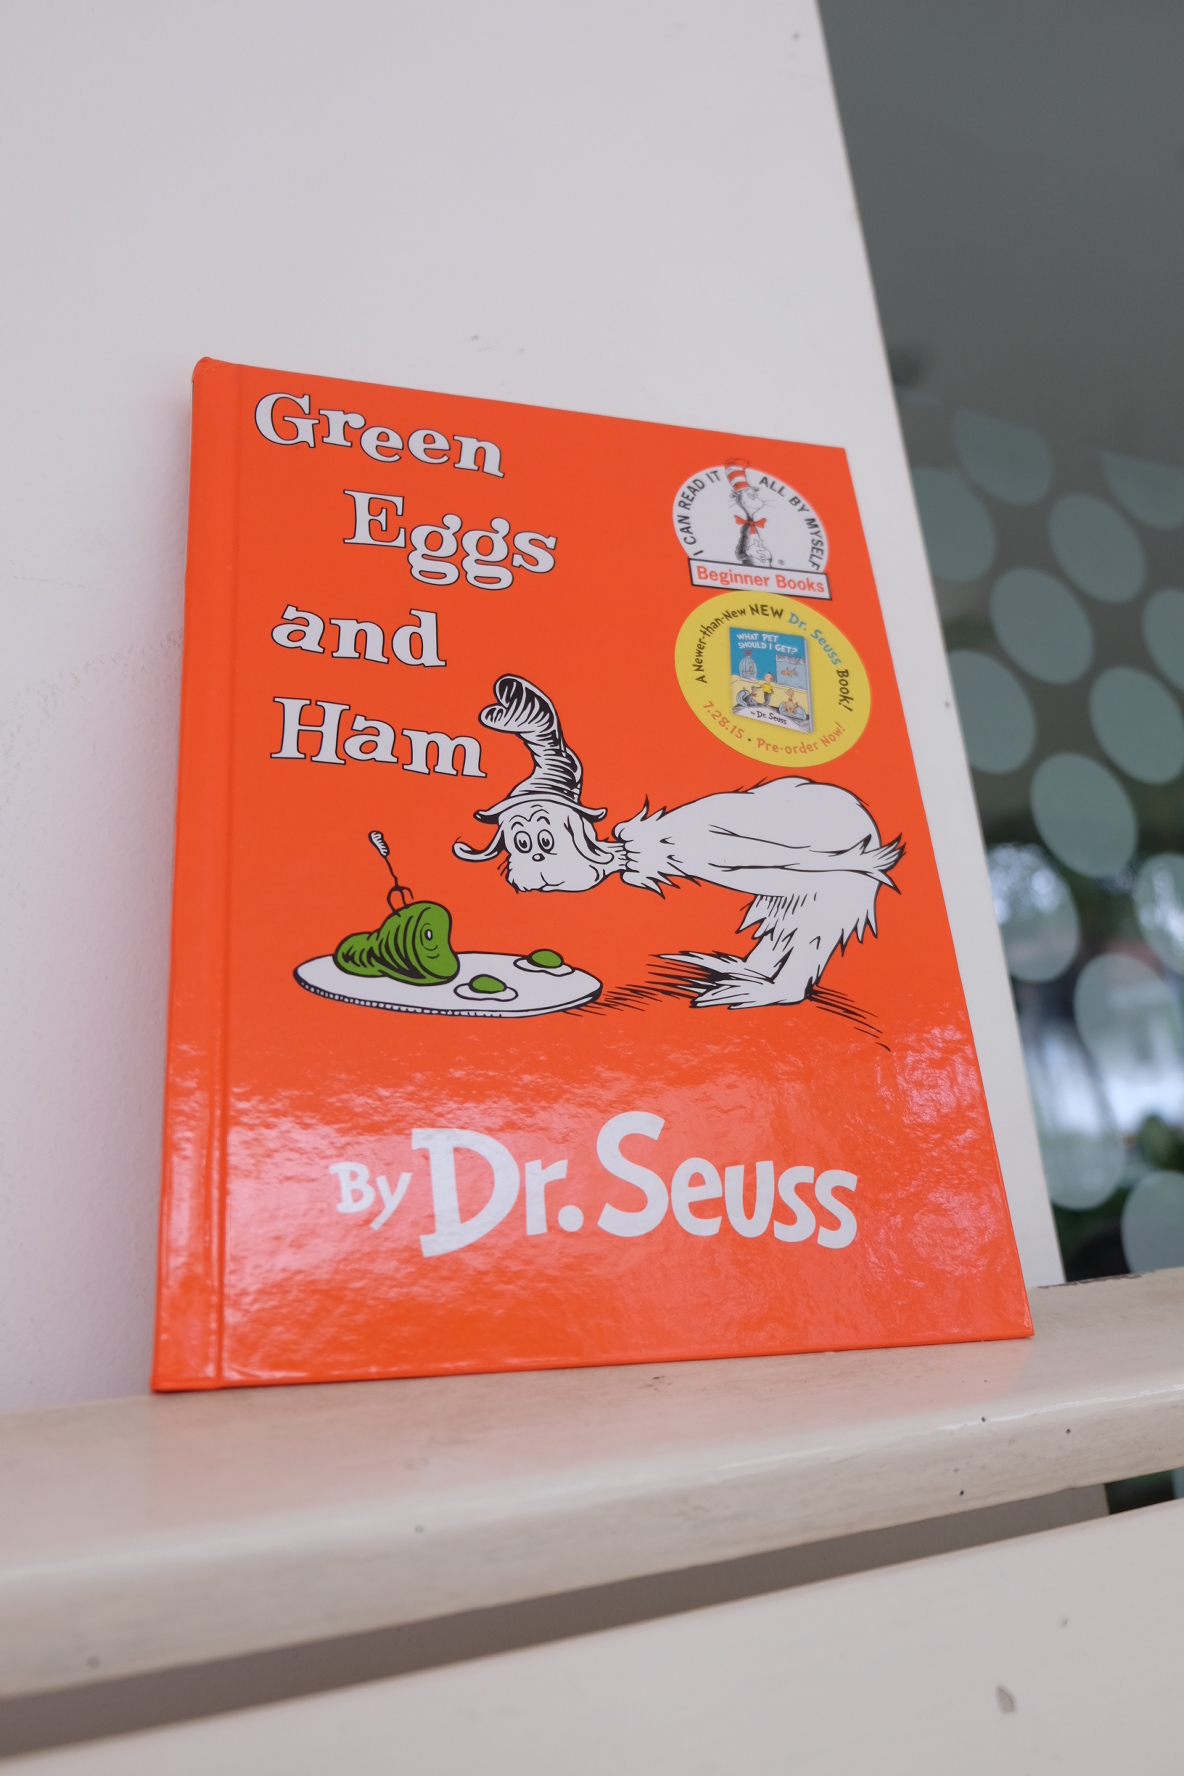 Green
Eggs
and
Ham
I CAN READ IT ALL BY MYSELF
®
Beginner Books
A Newer-than-New NEW Dr. Seuss Book!
WHAT PET
SHOULD I GET?
By Dr. Seuss
7.28.15 • Pre-order Now!
By Dr. Seuss